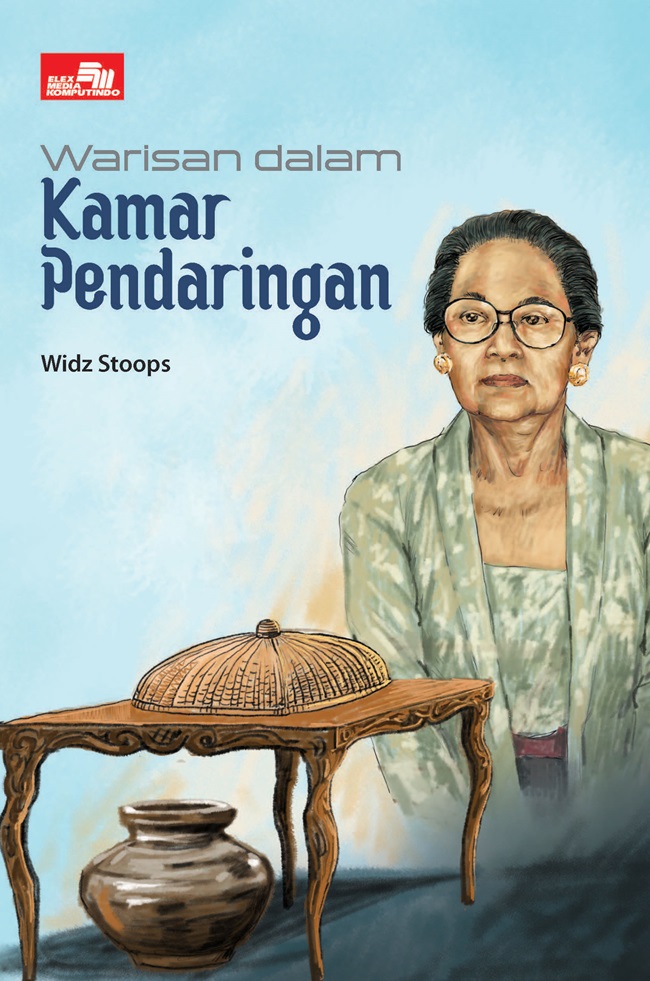 ELEX
MEDIA
KOMPUTINDO
Warisan dalam
Kamar
Pendaringan
Widz Stoops